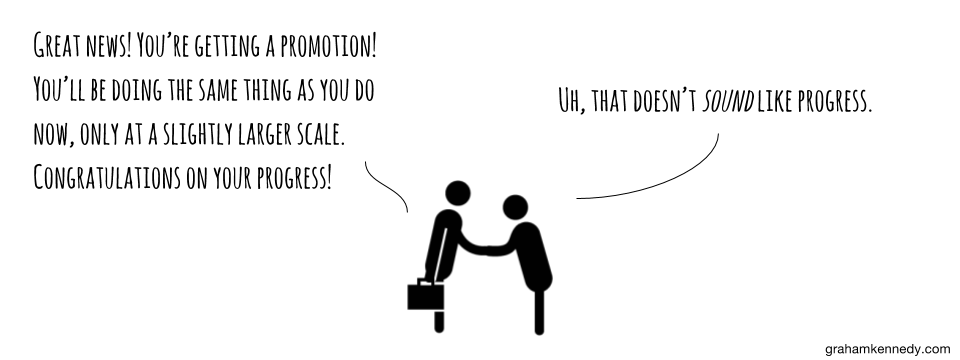 Great news! You're getting a promotion!
You'll be doing the same thing as you do
now, only at a slightly larger scale.
Congratulations on your progress!
Uh, that doesn't sound like progress.
grahamkennedy.com